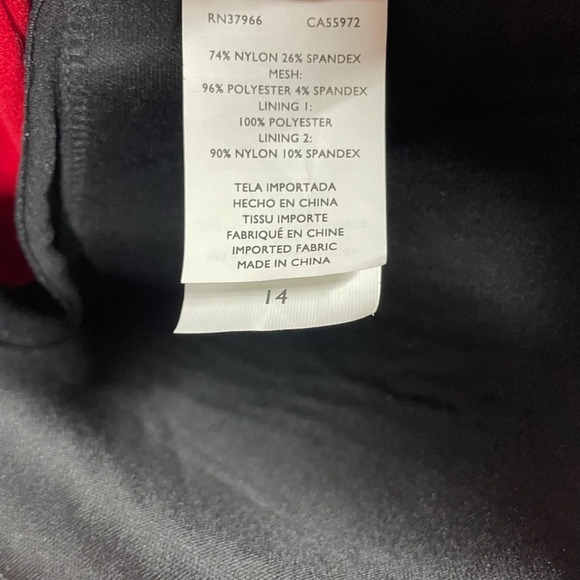 RN37966 CA55972
74% NYLON 26% SPANDEX
MESH:
96% POLYESTER 4% SPANDEX
LINING 1:
100% POLYESTER
LINING 2:
90% NYLON 10% SPANDEX
TELA IMPORTADA
HECHO EN CHINA
TISSU IMPORTE
FABRIQUÉ EN CHINE
IMPORTED FABRIC
MADE IN CHINA
14